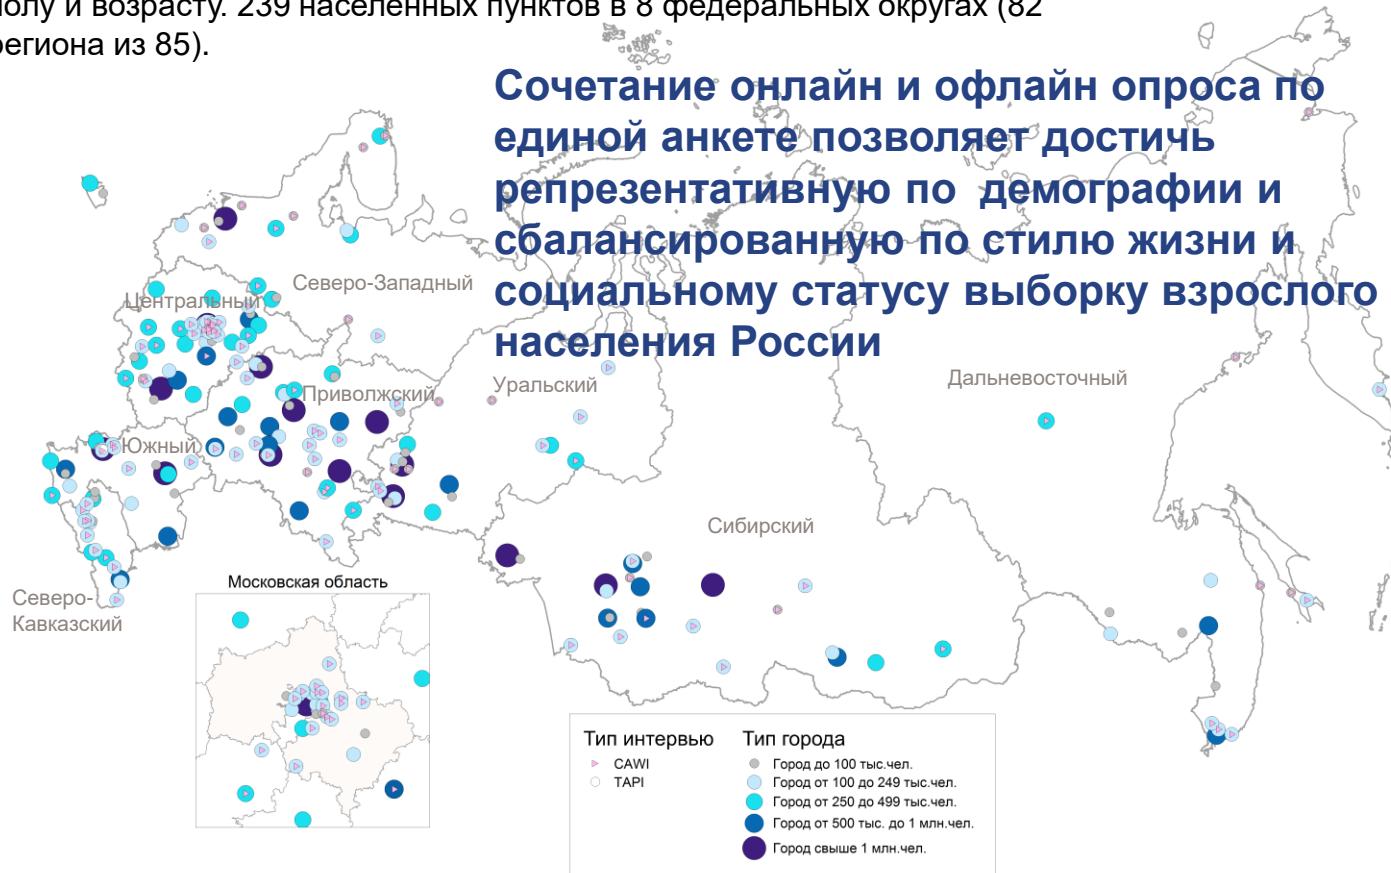 полу и возрасту. 239 населенных пунктов в 8 федеральных округах (82
региона из 85).
Сочетание онлайн и офлайн опроса по
единой анкете позволяет достичь
репрезентативную по демографии и
сбалансированную по стилю жизни и
социальному статусу выборку взрослого
населения России
Северо-Западный
Центральный
Приволжский
Уральский
Дальневосточный
Южный
Сибирский
Северо-
Кавказский
Московская область
Тип интервью
CAWI
TAPI
Тип города
Город до 100 тыс.чел.
Город от 100 до 249 тыс.чел.
Город от 250 до 499 тыс.чел.
Город от 500 тыс. до 1 млн.чел.
Город свыше 1 млн.чел.